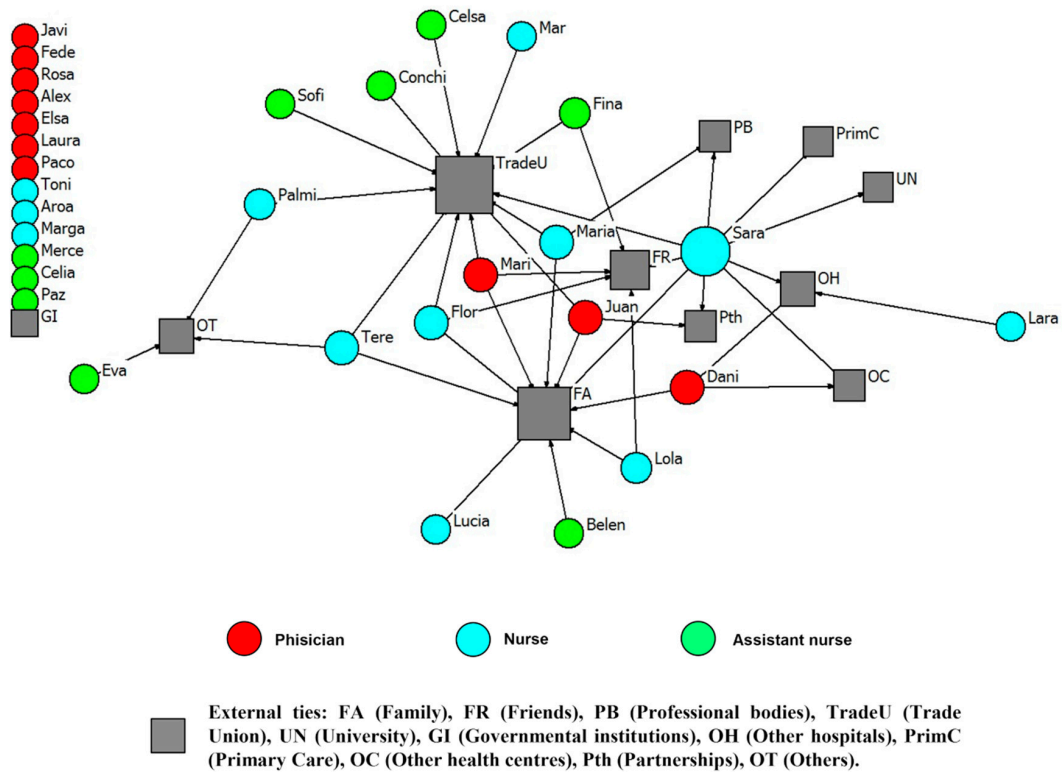 Javi
Fede
Rosa
Alex
Elsa
Laura
Paco
Toni
Aroa
Marga
Merce
Celia
Paz
GI
Celsa
Mar
Conchi
Sofi
Fina
PB
PrimC
TradeU
UN
Palmi
Maria
Sara
FR
Mari
OH
Flor
Juan
Pth
Lara
OT
Tere
Eva
Dani
OC
FA
Lola
Lucia
Belen
Phisician
Nurse
Assistant nurse
External ties: FA (Family), FR (Friends), PB (Professional bodies), TradeU (Trade
Union), UN (University), GI (Governmental institutions), OH (Other hospitals), PrimC
(Primary Care), OC (Other health centres), Pth (Partnerships), OT (Others).